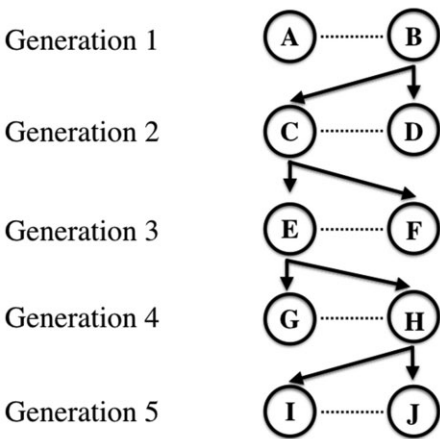 Generation 1 A B
Generation 2 C D
Generation 3 E F
Generation 4 G H
Generation 5 I J